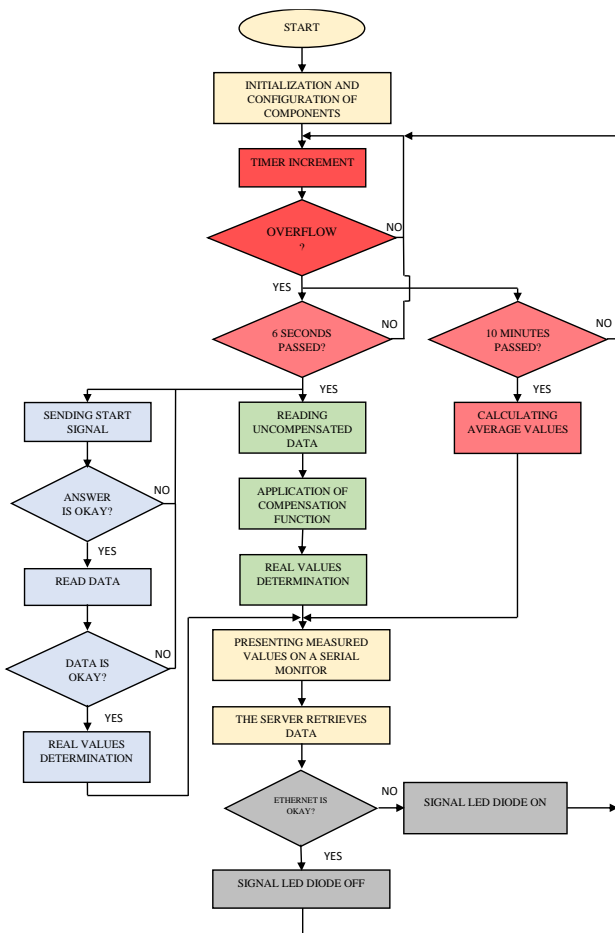 START
INITIALIZATION AND
CONFIGURATION OF
COMPONENTS
TIMER INCREMENT
OVERFLOW
?
NO
YES
6 SECONDS
PASSED?
NO
10 MINUTES
PASSED?
NO
YES
YES
SENDING START
SIGNAL
READING
UNCOMPENSATED
DATA
CALCULATING
AVERAGE VALUES
ANSWER
IS OKAY?
NO
APPLICATION OF
COMPENSATION
FUNCTION
YES
READ DATA
REAL VALUES
DETERMINATION
DATA IS
OKAY?
NO
PRESENTING MEASURED
VALUES ON A SERIAL
MONITOR
YES
REAL VALUES
DETERMINATION
THE SERVER RETRIEVES
DATA
ETHERNET IS
OKAY?
NO
SIGNAL LED DIODE ON
YES
SIGNAL LED DIODE OFF